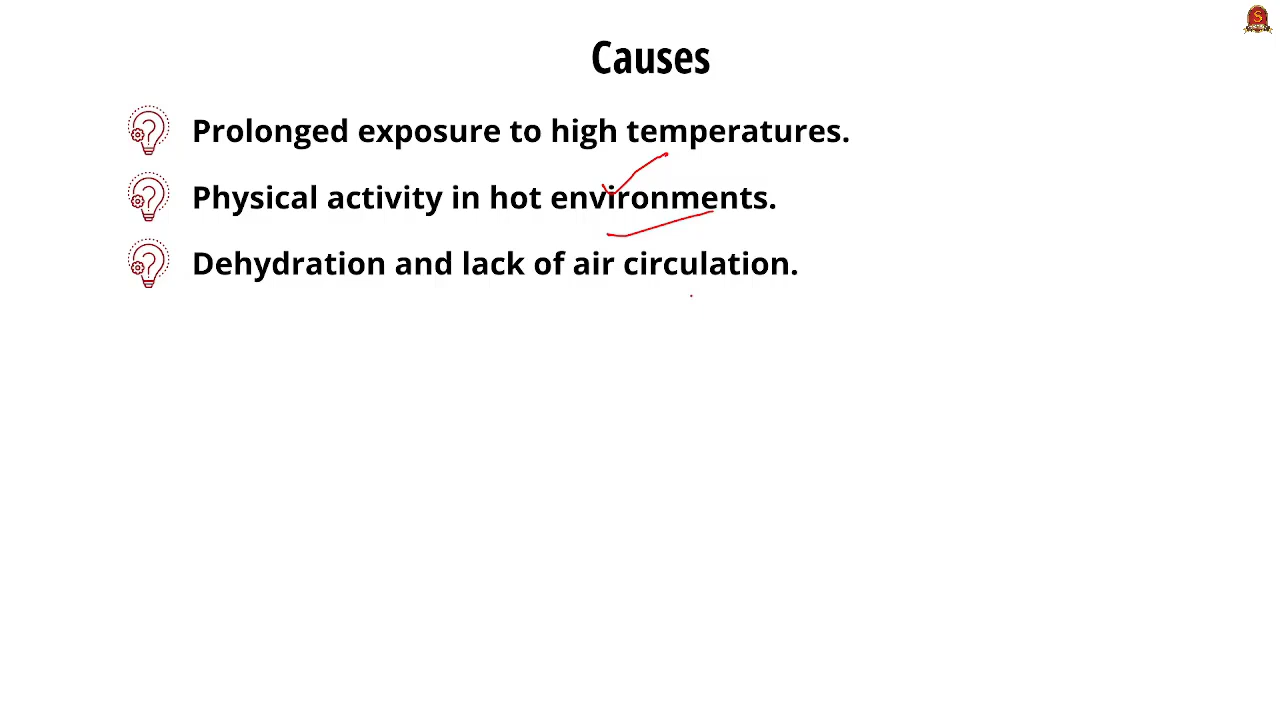 Causes
Prolonged exposure to high temperatures.
Physical activity in hot environments.
Dehydration and lack of air circulation.